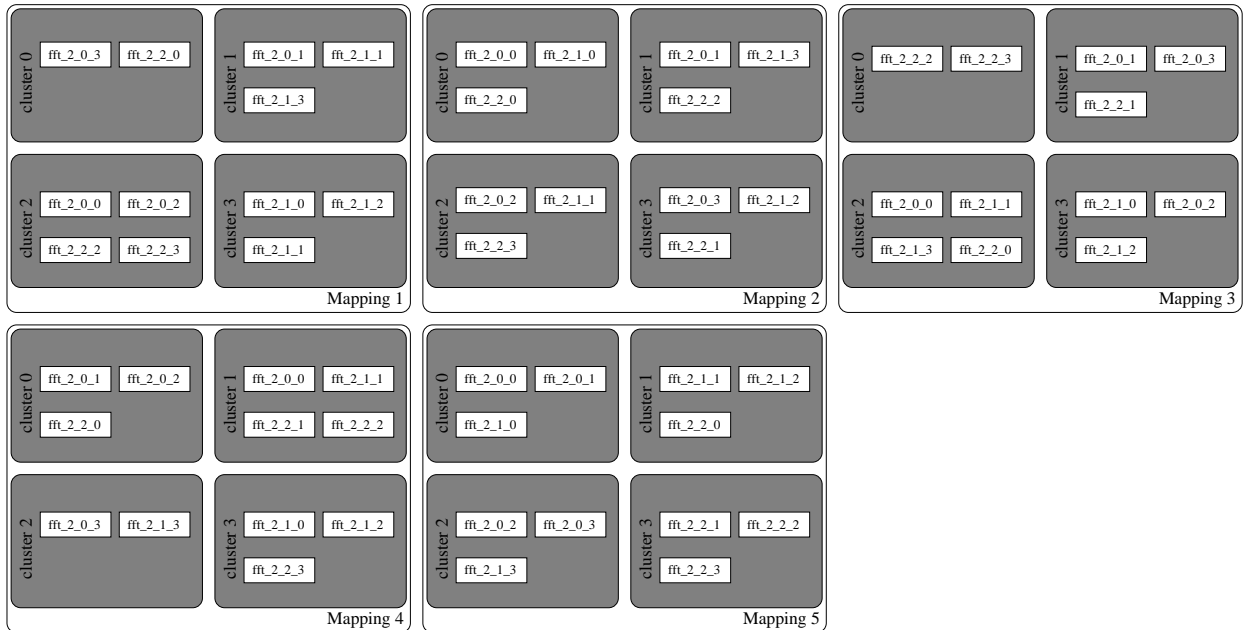 cluster 0
fft_2_0_3 fft_2_2_0
cluster 1
fft_2_0_1 fft_2_1_1
fft_2_1_3
cluster 2
fft_2_0_0 fft_2_0_2
fft_2_2_2 fft_2_2_3
cluster 3
fft_2_1_0 fft_2_1_2
fft_2_1_1
Mapping 1
cluster 0
fft_2_0_0 fft_2_1_0
fft_2_2_0
cluster 1
fft_2_0_1 fft_2_1_3
fft_2_2_2
cluster 2
fft_2_0_2 fft_2_1_1
fft_2_2_3
cluster 3
fft_2_0_3 fft_2_1_2
fft_2_2_1
Mapping 2
cluster 0
fft_2_2_2 fft_2_2_3
cluster 1
fft_2_0_1 fft_2_0_3
fft_2_2_1
cluster 2
fft_2_0_0 fft_2_1_1
fft_2_1_3 fft_2_2_0
cluster 3
fft_2_1_0 fft_2_0_2
fft_2_1_2
Mapping 3
cluster 0
fft_2_0_1 fft_2_0_2
fft_2_2_0
cluster 1
fft_2_0_0 fft_2_1_1
fft_2_2_1 fft_2_2_2
cluster 2
fft_2_0_3 fft_2_1_3
cluster 3
fft_2_1_0 fft_2_1_2
fft_2_2_3
Mapping 4
cluster 0
fft_2_0_0 fft_2_0_1
fft_2_1_0
cluster 1
fft_2_1_1 fft_2_1_2
fft_2_2_0
cluster 2
fft_2_0_2 fft_2_0_3
fft_2_1_3
cluster 3
fft_2_2_1 fft_2_2_2
fft_2_2_3
Mapping 5